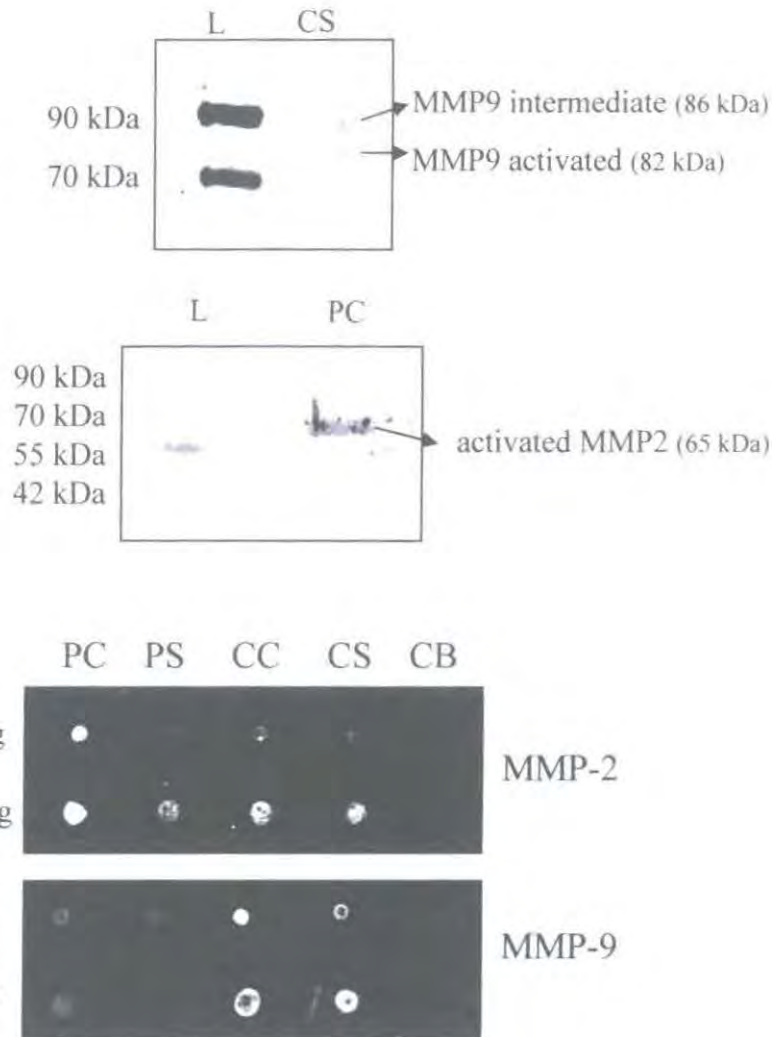 L CS
90 kDa
MMP9 intermediate (86 kDa)
MMP9 activated (82 kDa)
70 kDa
L PC
90 kDa
70 kDa
55 kDa
activated MMP2 (65 kDa)
42 kDa
PC PS CC CS CB
g
MMP-2
g
MMP-9